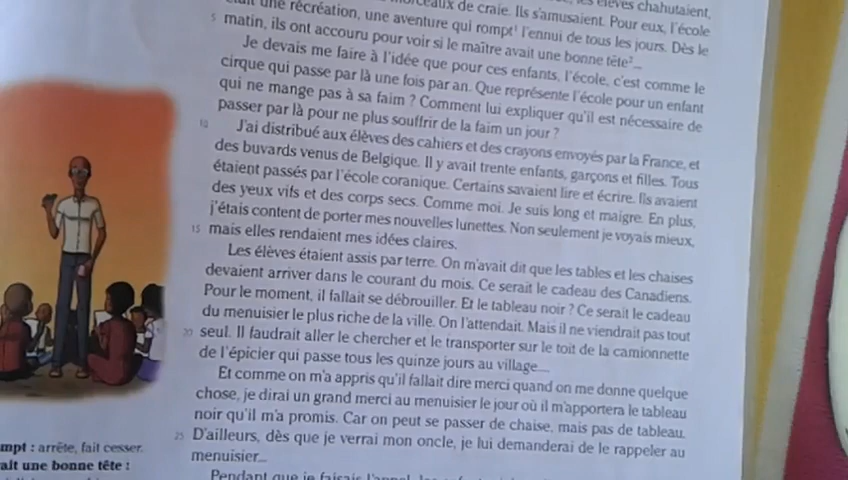 de craie. Ils s'amusaient. Pour eux, l'école
une récréation, une aventure qui rompt¹ l'ennui de tous les jours. Dès le
5 matin, ils ont accouru pour voir si le maître avait une bonne tête²...
Je devais me faire à l'idée que pour ces enfants, l'école, c'est comme le
cirque qui passe par là une fois par an. Que représente l'école pour un enfant
qui ne mange pas à sa faim ? Comment lui expliquer qu'il est nécessaire de
passer par là pour ne plus souffrir de la faim un jour ?
10 J'ai distribué aux élèves des cahiers et des crayons envoyés par la France, et
des buvards venus de Belgique. Il y avait trente enfants, garçons et filles. Tous
étaient passés par l'école coranique. Certains savaient lire et écrire. Ils avaient
des yeux vifs et des corps secs. Comme moi. Je suis long et maigre. En plus,
j'étais content de porter mes nouvelles lunettes. Non seulement je voyais mieux,
15 mais elles rendaient mes idées claires.
Les élèves étaient assis par terre. On m'avait dit que les tables et les chaises
devaient arriver dans le courant du mois. Ce serait le cadeau des Canadiens.
Pour le moment, il fallait se débrouiller. Et le tableau noir ? Ce serait le cadeau
du menuisier le plus riche de la ville. On l'attendait. Mais il ne viendrait pas tout
20 seul. Il faudrait aller le chercher et le transporter sur le toit de la camionnette
de l'épicier qui passe tous les quinze jours au village...
Et comme on m'a appris qu'il fallait dire merci quand on me donne quelque
chose, je dirai un grand merci au menuisier le jour où il m'apportera le tableau
noir qu'il m'a promis. Car on peut se passer de chaise, mais pas de tableau.
25 D'ailleurs, dès que je verrai mon oncle, je lui demanderai de le rappeler au
menuisier...
Pendant que je faisais l'appel, les
mpt : arrête, fait cesser.
ait une bonne tête :